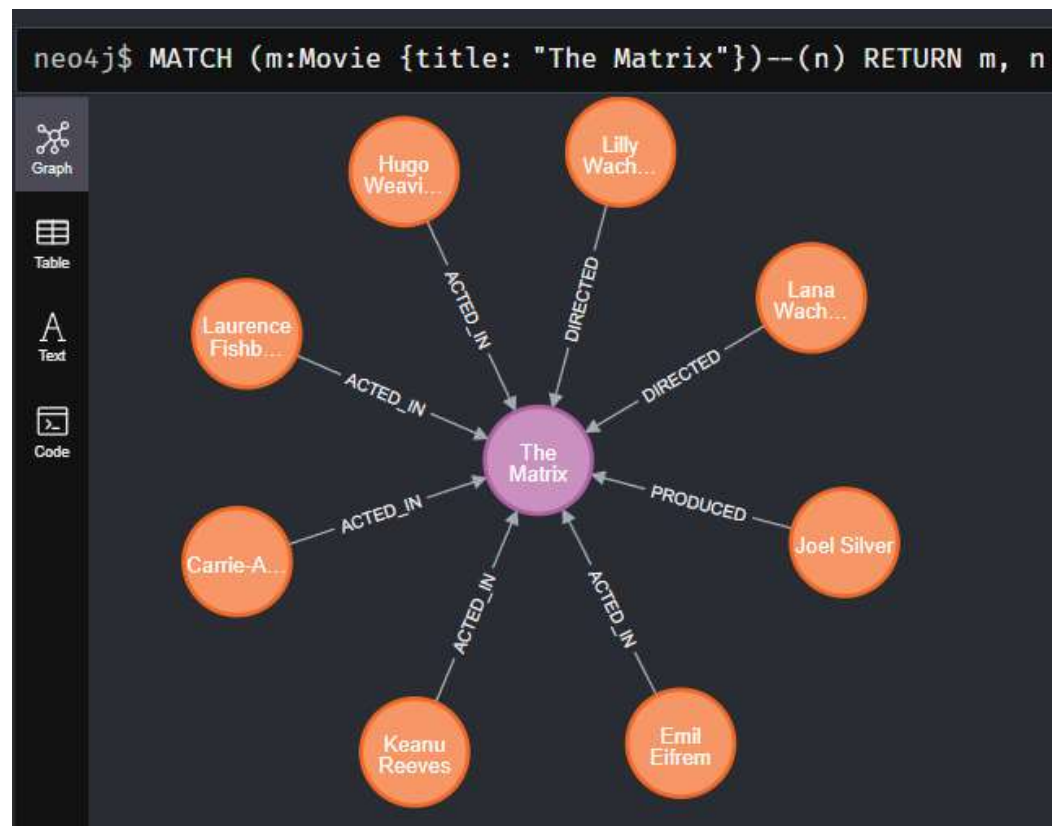 neo4j$ MATCH (m:Movie {title: "The Matrix"})--(n) RETURN m, n
Graph
Table
Text
Code
Hugo
Weavi...
Lilly
Wach...
Lana
Wach...
Laurence
Fishb...
ACTED_IN
DIRECTED
DIRECTED
ACTED_IN
The
Matrix
ACTED_IN
PRODUCED
Joel Silver
Carrie-A...
ACTED_IN
ACTED_IN
Keanu
Reeves
Emil
Eifrem